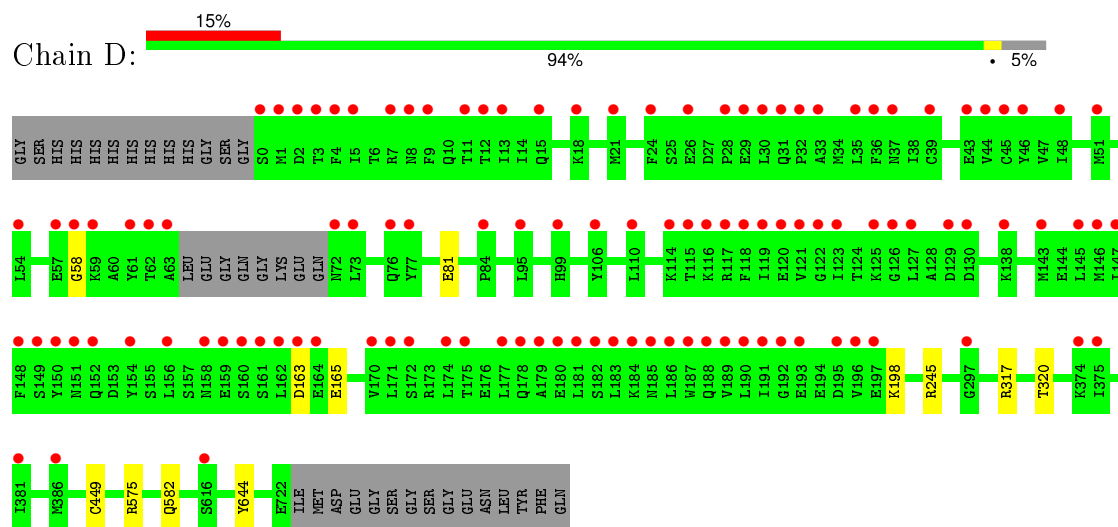 15%
Chain D:
94%
• 5%
GLY SER HIS HIS HIS HIS HIS HIS HIS HIS GLY SER GLY S0 M1 D2 T3 F4 I5 T6 R7 N8 F9 Q10 T11 T12 I13 I14 Q15 K18 M21 F24 S25 E26 D27 P28 E29 L30 Q31 P32 A33 M34 L35 F36 N37 I38 C39 E43 V44 C45 Y46 V47 I48 M51
L54 E57 G58 K59 A60 Y61 T62 A63 LEU GLU GLY GLN GLY LYS GLU GLN N72 L73 Q76 Y77 E81 P84 L95 H99 Y106 L110 K114 T115 K116 R117 F118 I119 E120 V121 G122 T123 T124 K125 G126 L127 A128 D129 D130 K138 M143 E144 L145 M146 I147
F148 S149 Y150 N151 Q152 D153 Y154 S155 L156 S157 N158 E159 S160 S161 L162 D163 E164 E165 V170 L171 S172 R173 L174 T175 E176 L177 Q178 A179 E180 L181 S182 L183 K184 N185 L186 W187 Q188 V189 L190 I191 G192 E193 E194 D195 V196 E197 K198 R245 G297 R317 T320 K374 I375
I381 M386 C449 R575 Q582 S616 Y644 E722 ILE MET ASP GLU GLY SER GLY SER GLY GLU ASN LEU TYR PHE GLN